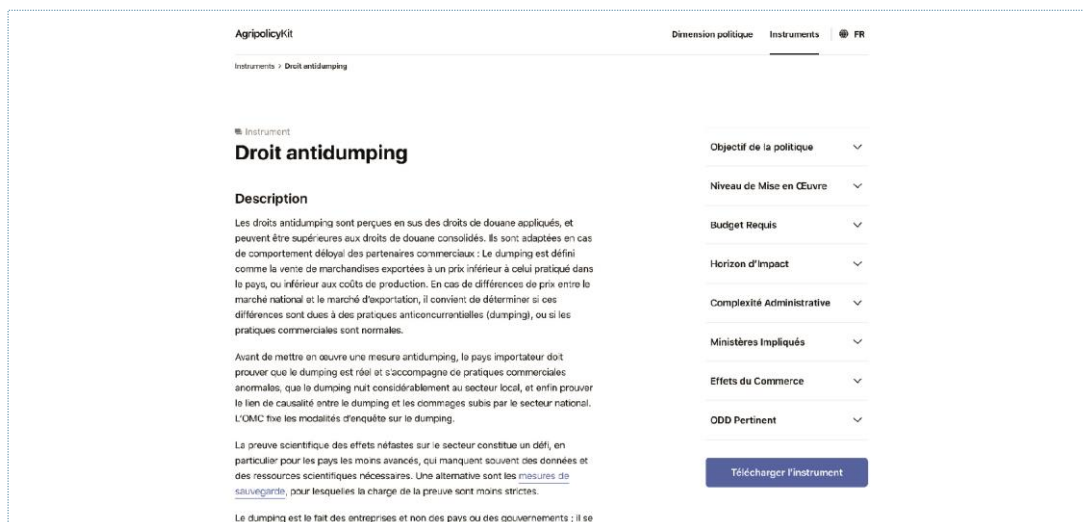 AgripolicyKit
Dimension politique Instruments FR
Instruments > Droit antidumping
Instrument
Droit antidumping
Description
Les droits antidumping sont perçues en sus des droits de douane appliqués, et
peuvent être supérieures aux droits de douane consolidés. Ils sont adaptées en cas
de comportement déloyal des partenaires commerciaux : Le dumping est défini
comme la vente de marchandises exportées à un prix inférieur à celui pratiqué dans
le pays, ou inférieur aux coûts de production. En cas de différences de prix entre le
marché national et le marché d'exportation, il convient de déterminer si ces
différences sont dues à des pratiques anticoncurrentielles (dumping), ou si les
pratiques commerciales sont normales.
Avant de mettre en œuvre une mesure antidumping, le pays importateur doit
prouver que le dumping est réel et s'accompagne de pratiques commerciales
anormales, que le dumping nuit considérablement au secteur local, et enfin prouver
le lien de causalité entre le dumping et les dommages subis par le secteur national.
L'OMC fixe les modalités d'enquête sur le dumping.
La preuve scientifique des effets néfastes sur le secteur constitue un défi, en
particulier pour les pays les moins avancés, qui manquent souvent des données et
des ressources scientifiques nécessaires. Une alternative sont les mesures de
sauvegarde, pour lesquelles la charge de la preuve sont moins strictes.
Le dumping est le fait des entreprises et non des pays ou des gouvernements ; il se
Objectif de la politique
Niveau de Mise en Œuvre
Budget Requis
Horizon d'Impact
Complexité Administrative
Ministères Impliqués
Effets du Commerce
ODD Pertinent
Télécharger l'instrument